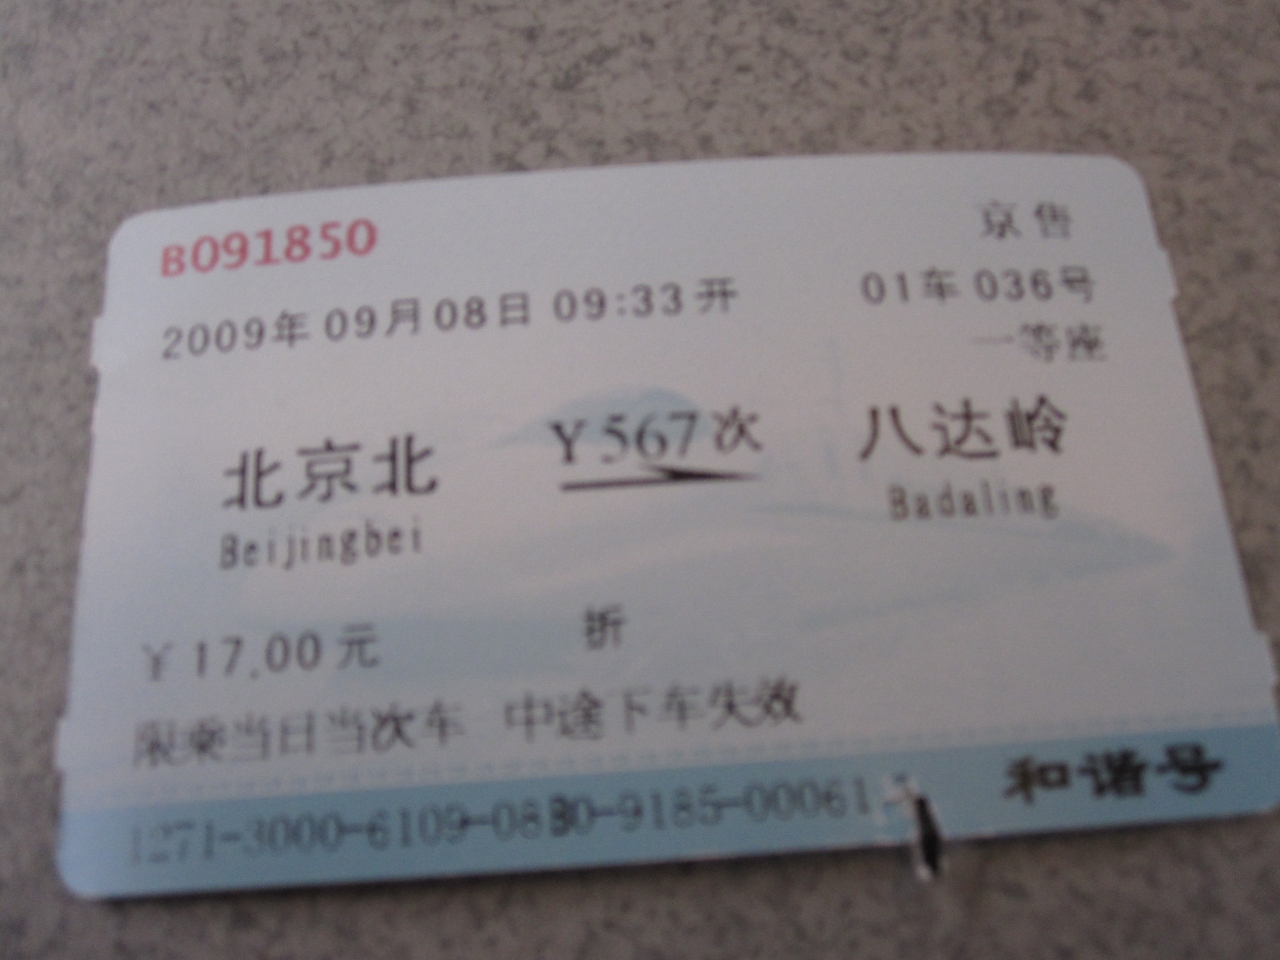 B091850 京售
2009年09月08日 09:33开 01车 036号
一等座
北京北 Y567次 八达岭
Beijingbei Badaling
¥17.00元 折
限乘当日当次车 中途下车失效
和谐号
1271-3000-6109-08B0-9185-00061